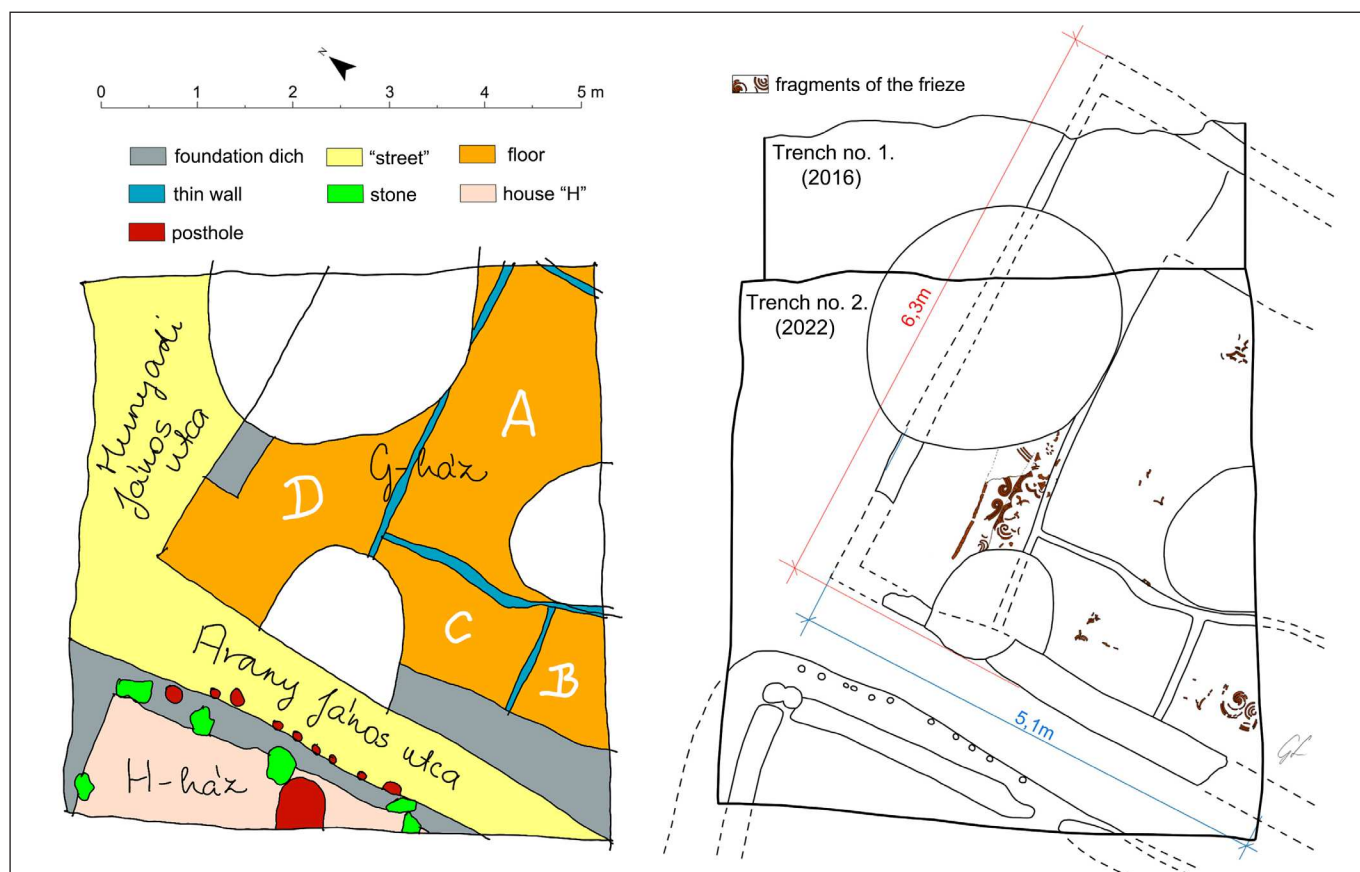 N
0 1 2 3 4 5 m
foundation dich
"street"
floor
thin wall
stone
house "H"
posthole
Hunyadi
János
utca
A
G-ház
D
C
B
Arany János utca
H-ház
fragments of the frieze
Trench no. 1.
(2016)
Trench no. 2.
(2022)
6,3m
5,1m